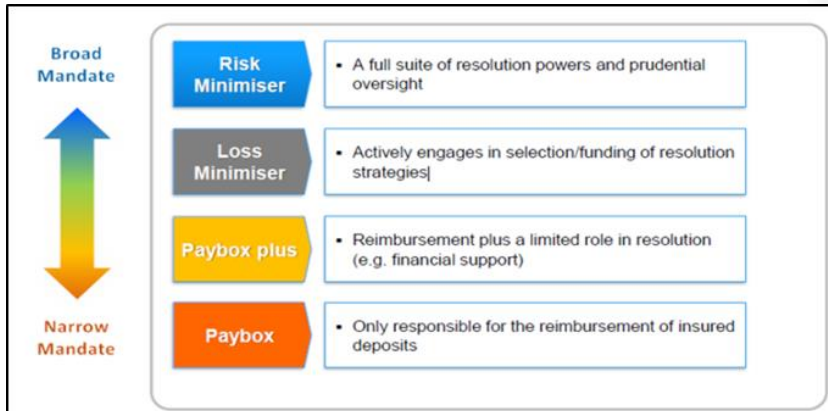 Broad
Mandate
Risk
Minimiser
• A full suite of resolution powers and prudential
oversight
Loss
Minimiser
• Actively engages in selection/funding of resolution
strategies
Paybox plus
• Reimbursement plus a limited role in resolution
(e.g. financial support)
Narrow
Mandate
Paybox
• Only responsible for the reimbursement of insured
deposits